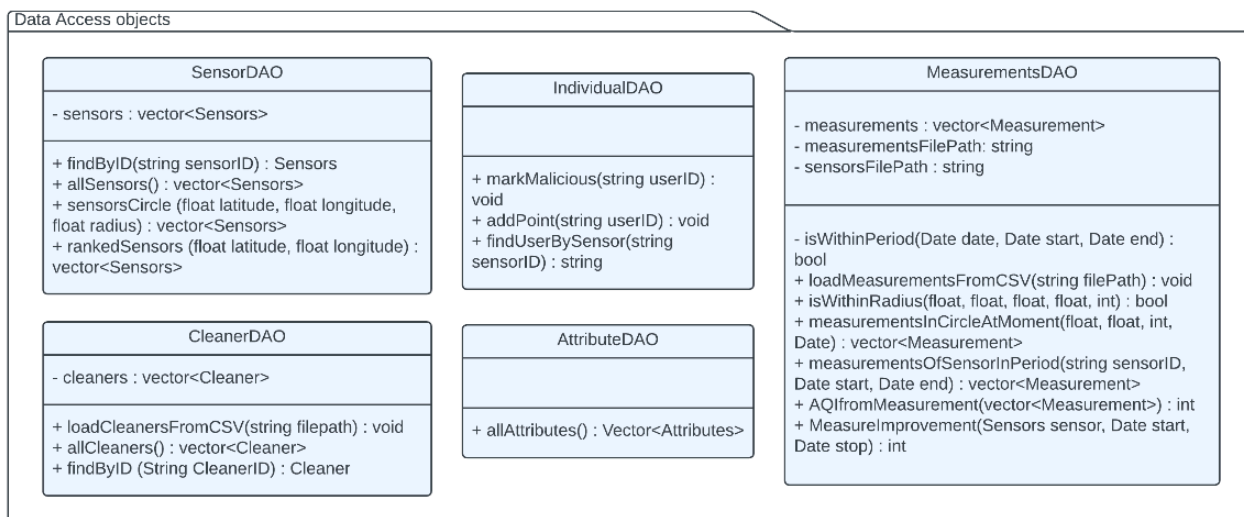 Data Access objects
SensorDAO
- sensors : vector<Sensors>
+ findByID(string sensorID) : Sensors
+ allSensors() : vector<Sensors>
+ sensorsCircle (float latitude, float longitude,
float radius) : vector<Sensors>
+ rankedSensors (float latitude, float longitude) :
vector<Sensors>
IndividualDAO
+ markMalicious(string userID) :
void
+ addPoint(string userID) : void
+ findUserBySensor(string
sensorID) : string
MeasurementsDAO
- measurements : vector<Measurement>
- measurementsFilePath: string
- sensorsFilePath : string
- isWithinPeriod(Date date, Date start, Date end) :
bool
+ loadMeasurementsFromCSV(string filePath) : void
+ isWithinRadius(float, float, float, float, int) : bool
+ measurementsInCircleAtMoment(float, float, int,
Date) : vector<Measurement>
+ measurementsOfSensorInPeriod(string sensorID,
Date start, Date end) : vector<Measurement>
+ AQIfromMeasurement(vector<Measurement>) : int
+ MeasureImprovement(Sensors sensor, Date start,
Date stop) : int
CleanerDAO
- cleaners : vector<Cleaner>
+ loadCleanersFromCSV(string filepath) : void
+ allCleaners() : vector<Cleaner>
+ findByID (String CleanerID) : Cleaner
AttributeDAO
+ allAttributes() : Vector<Attributes>